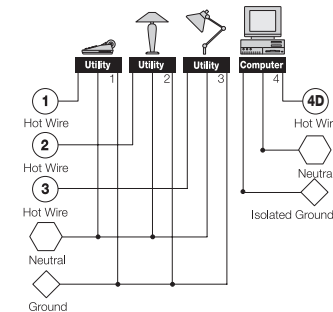 Utility
Utility
Utility
Computer
1
2
3
4
1
4D
Hot Wire
Hot Wir
2
Hot Wire
Neutra
3
Hot Wire
Isolated Ground
Neutral
Ground